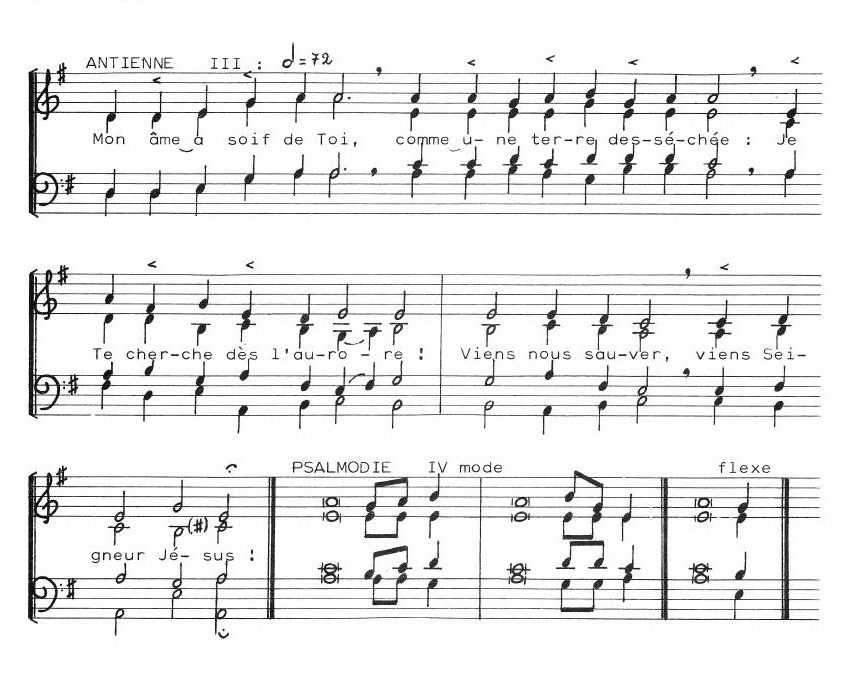 ANTIENNE III : 𝅗𝅥 = 72
Mon âme‿a soif de Toi, comme‿u- ne ter-re des-sé-chée : Je
Te cher-che dès l'au-ro - re ! Viens nous sau-ver, viens Sei-
PSALMODIE IV mode flexe
gneur Jé- sus !